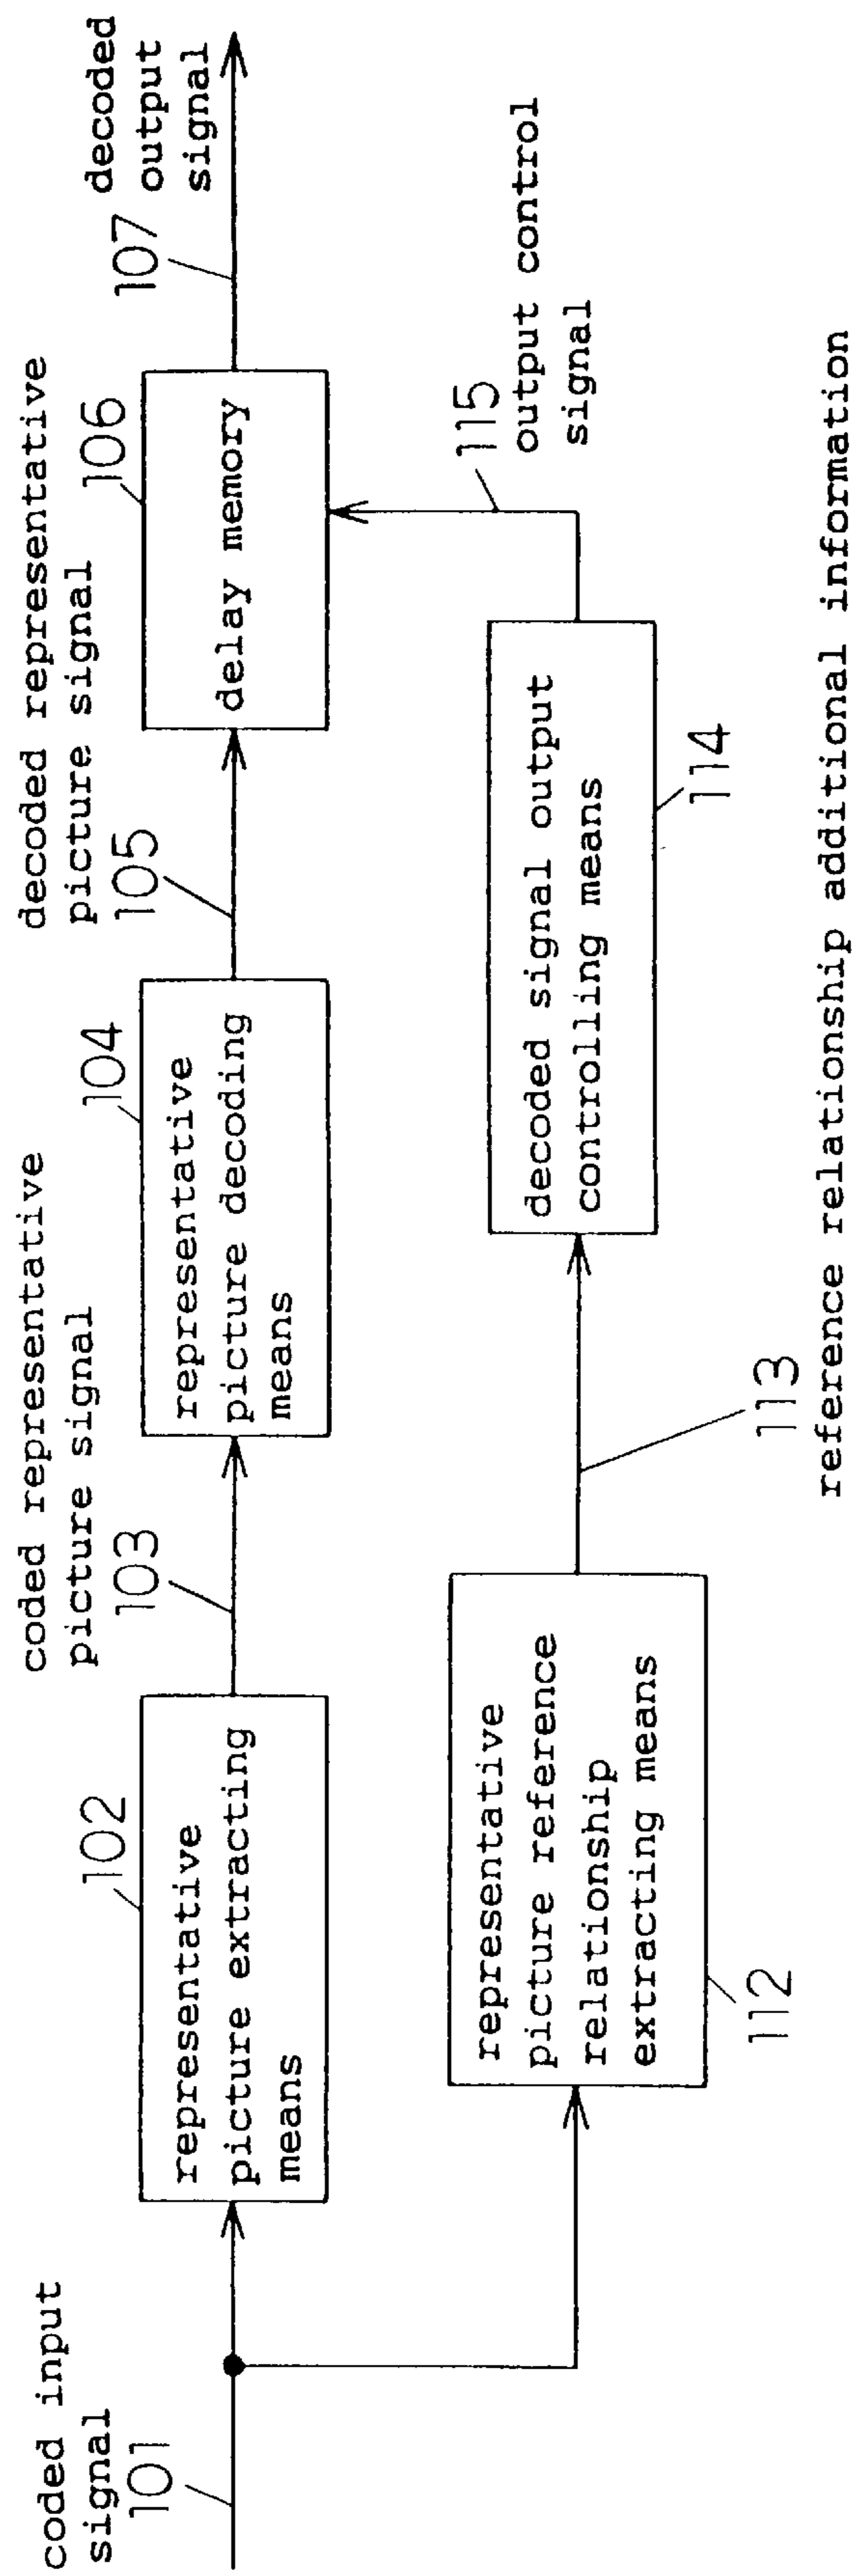 coded input
signal
101
102
representative
picture extracting
means
coded representative
picture signal
103
104
representative
picture decoding
means
decoded representative
picture signal
105
106
delay memory
107
decoded
output
signal
representative
picture reference
relationship
extracting means
112
113
reference relationship additional information
decoded signal output
controlling means
114
115
output control
signal